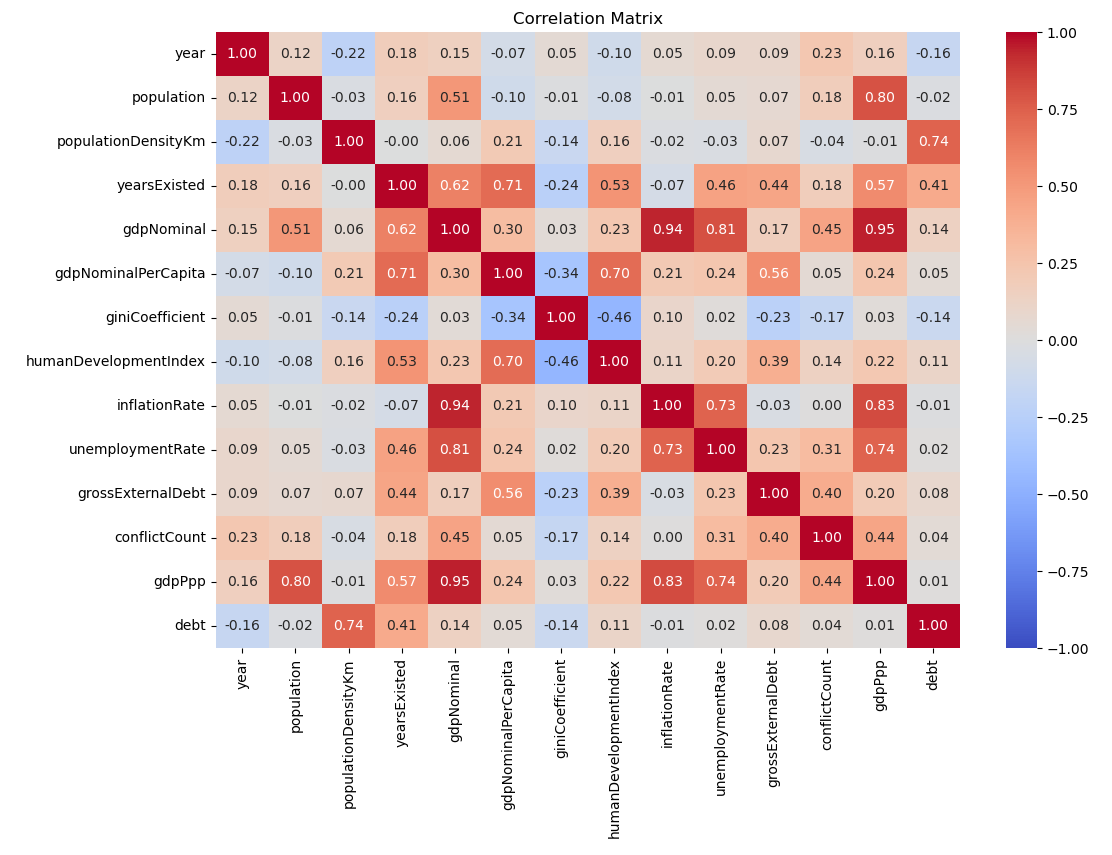 Correlation Matrix
year 1.00 0.12 -0.22 0.18 0.15 -0.07 0.05 -0.10 0.05 0.09 0.09 0.23 0.16 -0.16
population 0.12 1.00 -0.03 0.16 0.51 -0.10 -0.01 -0.08 -0.01 0.05 0.07 0.18 0.80 -0.02
populationDensityKm -0.22 -0.03 1.00 -0.00 0.06 0.21 -0.14 0.16 -0.02 -0.03 0.07 -0.04 -0.01 0.74
yearsExisted 0.18 0.16 -0.00 1.00 0.62 0.71 -0.24 0.53 -0.07 0.46 0.44 0.18 0.57 0.41
gdpNominal 0.15 0.51 0.06 0.62 1.00 0.30 0.03 0.23 0.94 0.81 0.17 0.45 0.95 0.14
gdpNominalPerCapita -0.07 -0.10 0.21 0.71 0.30 1.00 -0.34 0.70 0.21 0.24 0.56 0.05 0.24 0.05
giniCoefficient 0.05 -0.01 -0.14 -0.24 0.03 -0.34 1.00 -0.46 0.10 0.02 -0.23 -0.17 0.03 -0.14
humanDevelopmentIndex -0.10 -0.08 0.16 0.53 0.23 0.70 -0.46 1.00 0.11 0.20 0.39 0.14 0.22 0.11
inflationRate 0.05 -0.01 -0.02 -0.07 0.94 0.21 0.10 0.11 1.00 0.73 -0.03 0.00 0.83 -0.01
unemploymentRate 0.09 0.05 -0.03 0.46 0.81 0.24 0.02 0.20 0.73 1.00 0.23 0.31 0.74 0.02
grossExternalDebt 0.09 0.07 0.07 0.44 0.17 0.56 -0.23 0.39 -0.03 0.23 1.00 0.40 0.20 0.08
conflictCount 0.23 0.18 -0.04 0.18 0.45 0.05 -0.17 0.14 0.00 0.31 0.40 1.00 0.44 0.04
gdpPpp 0.16 0.80 -0.01 0.57 0.95 0.24 0.03 0.22 0.83 0.74 0.20 0.44 1.00 0.01
debt -0.16 -0.02 0.74 0.41 0.14 0.05 -0.14 0.11 -0.01 0.02 0.08 0.04 0.01 1.00
year
population
populationDensityKm
yearsExisted
gdpNominal
gdpNominalPerCapita
giniCoefficient
humanDevelopmentIndex
inflationRate
unemploymentRate
grossExternalDebt
conflictCount
gdpPpp
debt
1.00
0.75
0.50
0.25
0.00
−0.25
−0.50
−0.75
−1.00